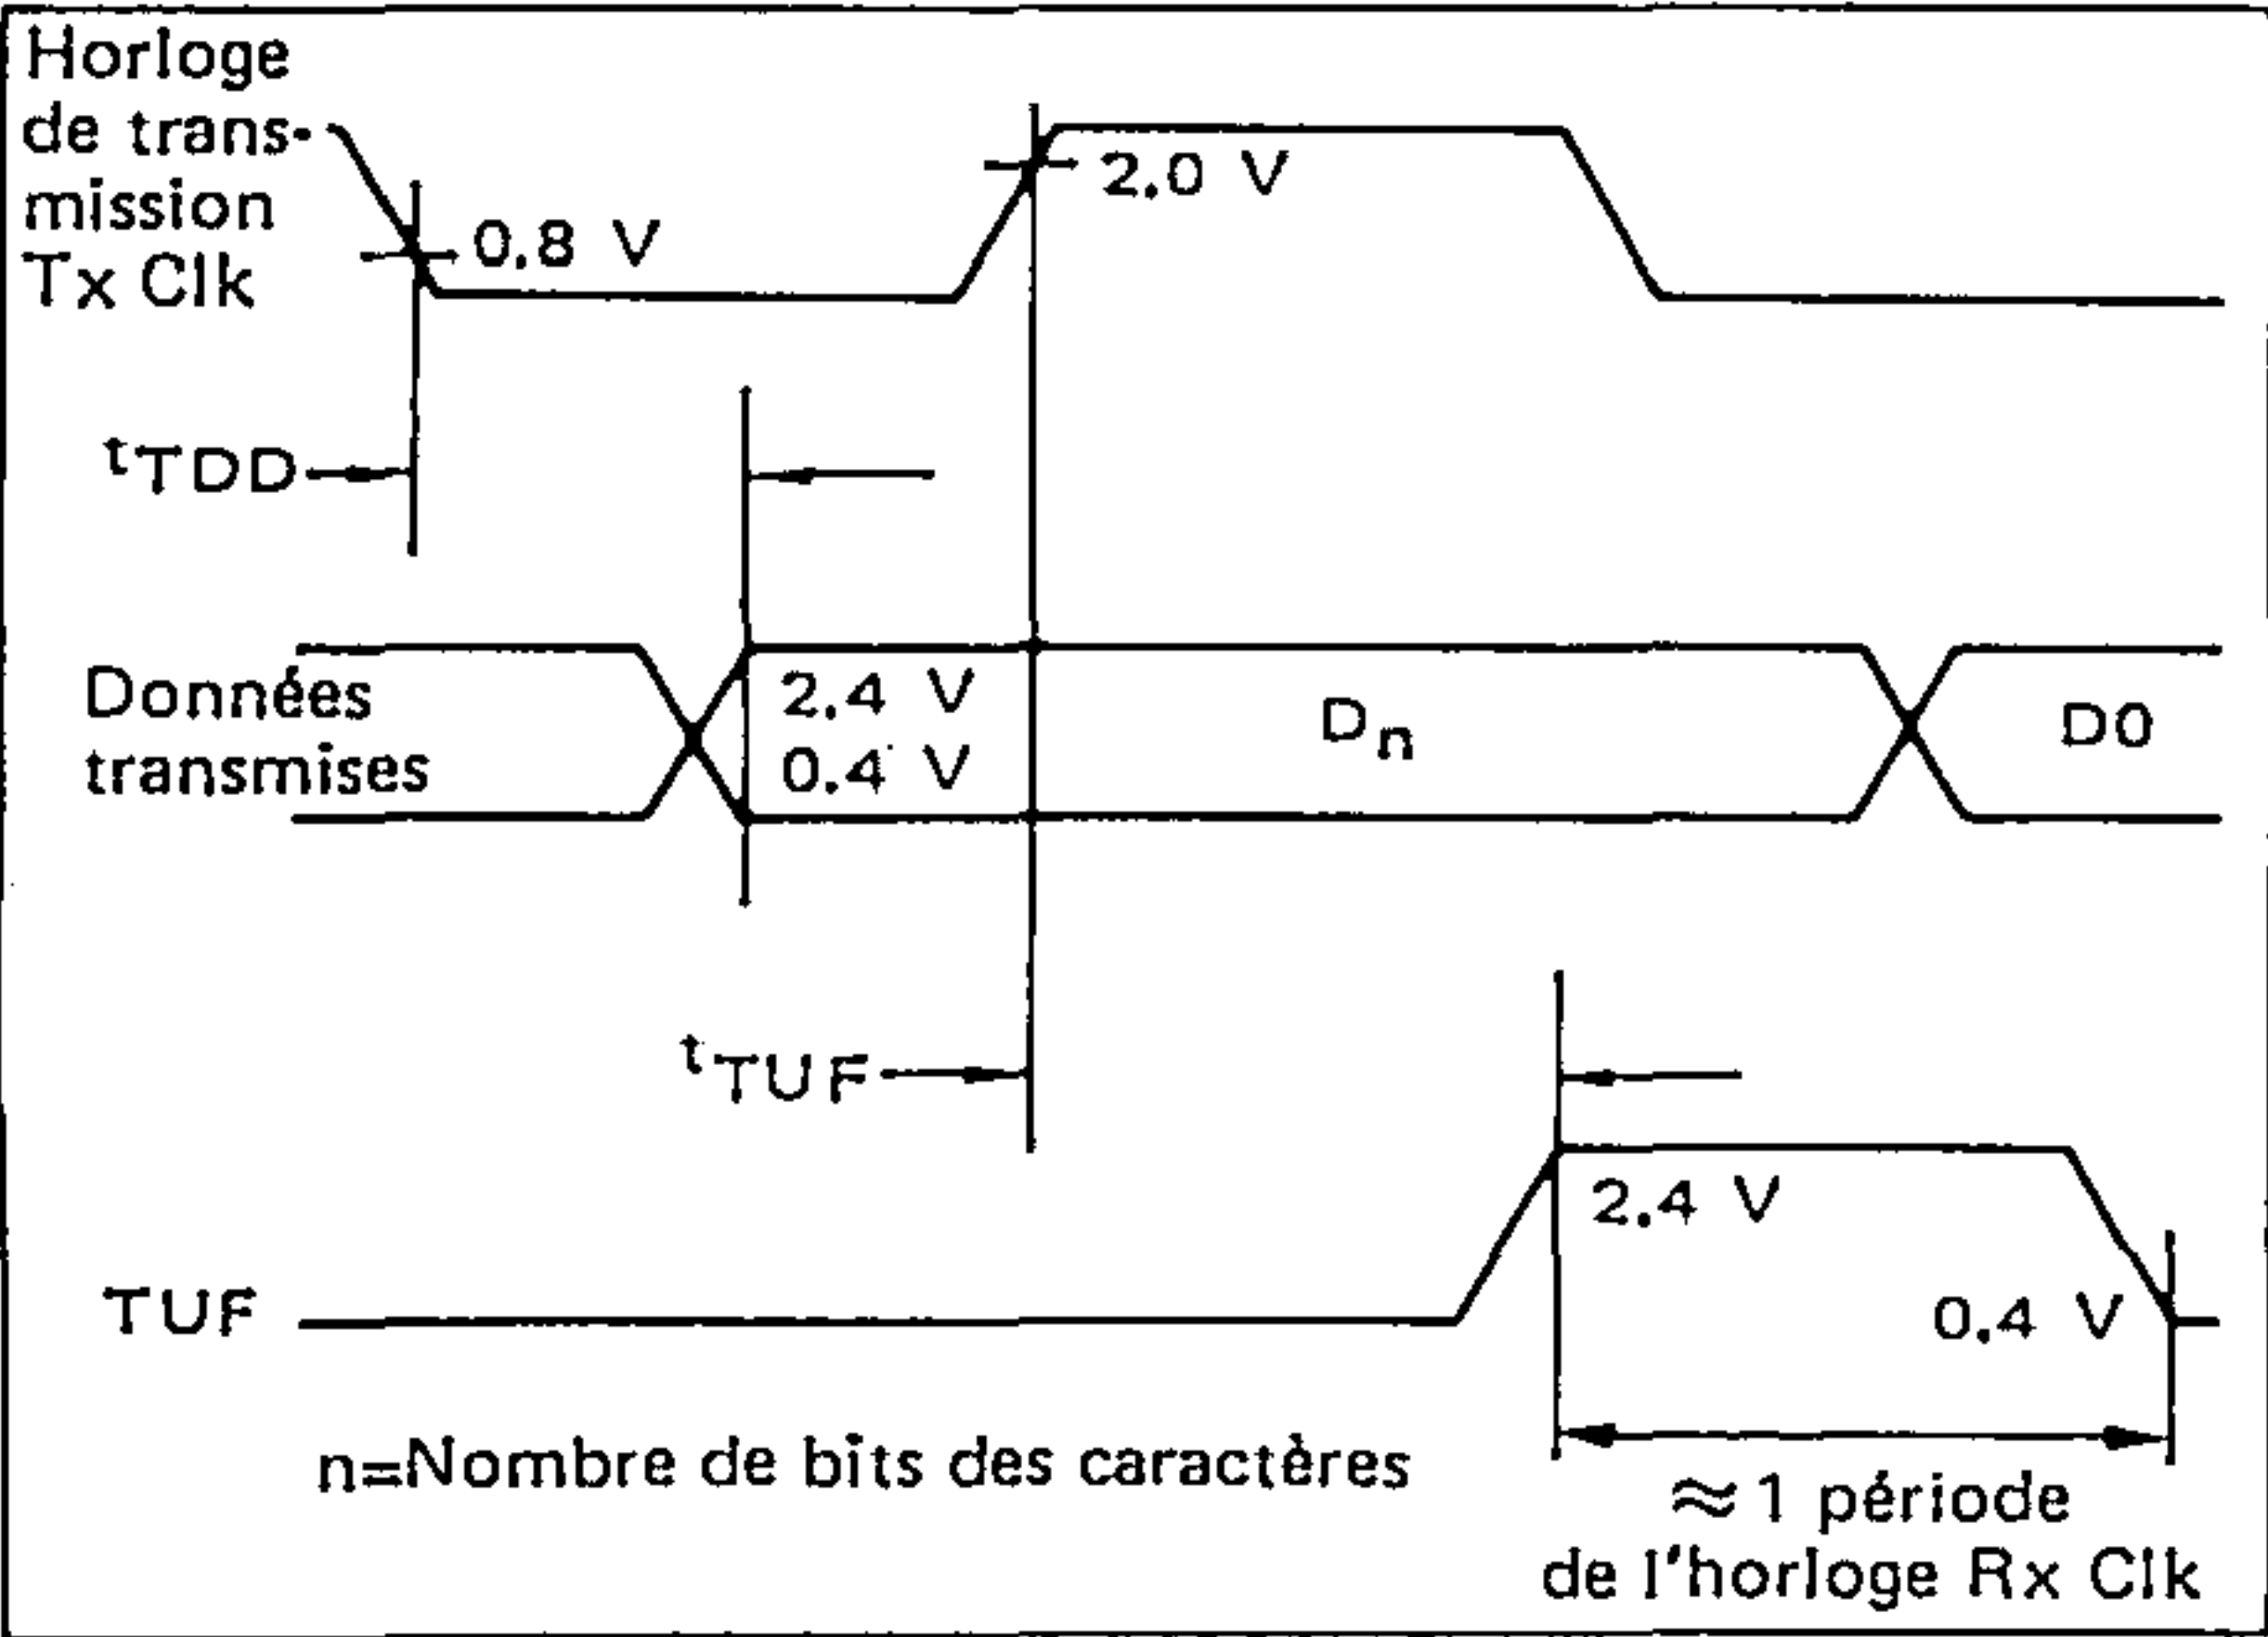 Horloge
de trans-
mission
Tx Clk
0.8 V
2.0 V
tTDD
Données
transmises
2.4 V
0.4 V
Dn
D0
tTUF
2.4 V
TUF
0.4 V
n=Nombre de bits des caractères
≈ 1 période
de l'horloge Rx Clk